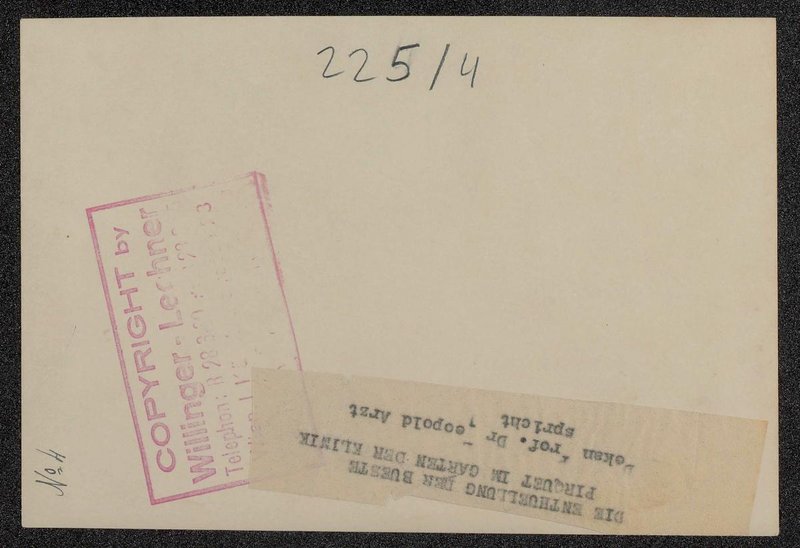 225/4
COPYRIGHT by
Willinger - Lechner
Telephon:
DIE ENTHUELLUNG DER BUESTE
PIRQUET IM GARTEN DER KLINIK
Dekan Prof. Dr Leopold Arzt
spricht
No 4